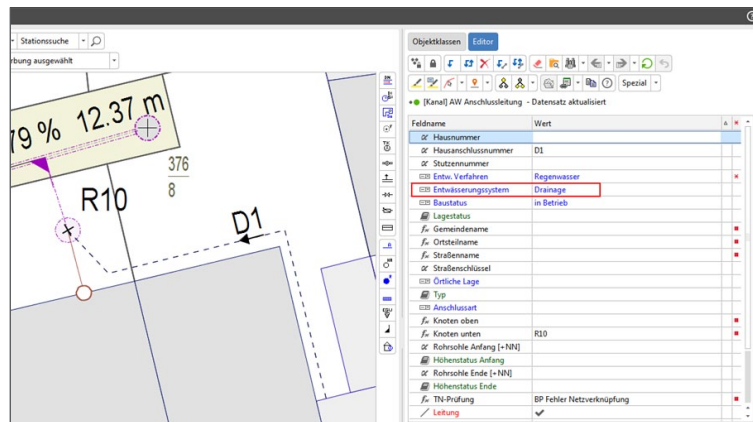 Stationssuche
rbung ausgewählt
79 % 12.37 m
376
8
R10
D1
Objektklassen Editor
Spezial
[Kanal] AW Anschlussleitung - Datensatz aktualisiert
Feldname Wert
Hausnummer
Hausanschlussnummer D1
Stutzennummer
Entw. Verfahren Regenwasser
Entwässerungssystem Drainage
Baustatus in Betrieb
Lagestatus
Gemeindename
Ortsteilname
Straßenname
Straßenschlüssel
Örtliche Lage
Typ
Anschlussart
Knoten oben
Knoten unten R10
Rohrsohle Anfang [+NN]
Höhenstatus Anfang
Rohrsohle Ende [+NN]
Höhenstatus Ende
TN-Prüfung BP Fehler Netzverknüpfung
Leitung